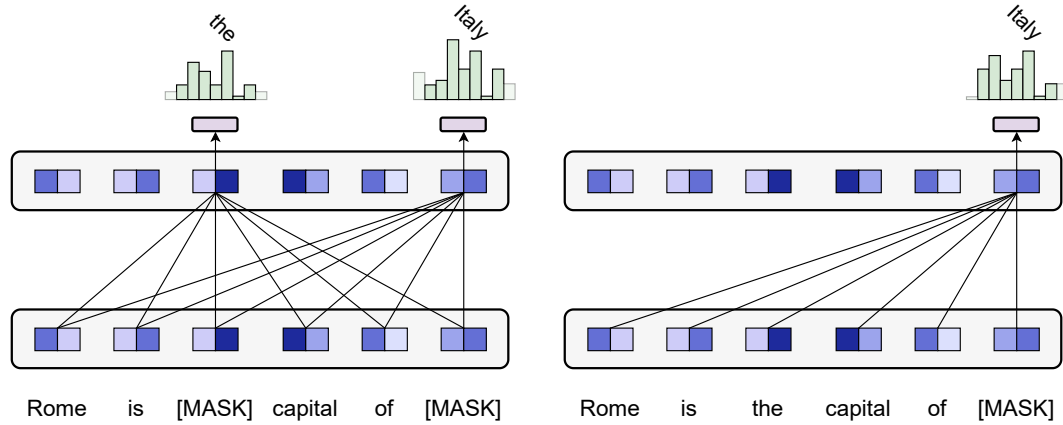 the Italy Italy
Rome is [MASK] capital of [MASK] Rome is the capital of [MASK]